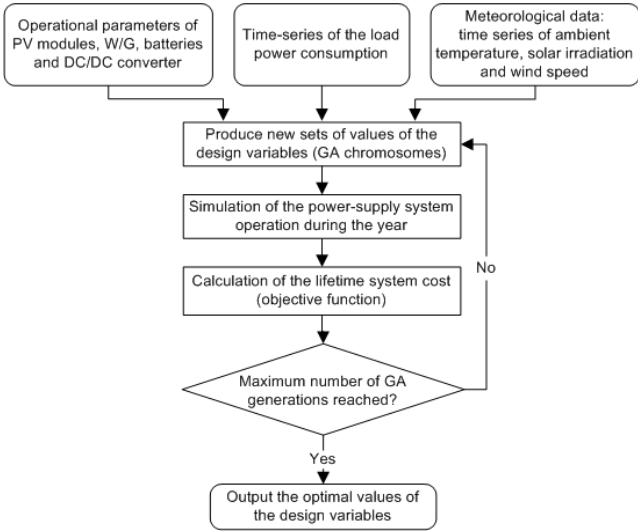 Operational parameters of
PV modules, W/G, batteries
and DC/DC converter
Time-series of the load
power consumption
Meteorological data:
time series of ambient
temperature, solar irradiation
and wind speed
Produce new sets of values of the
design variables (GA chromosomes)
Simulation of the power-supply system
operation during the year
Calculation of the lifetime system cost
(objective function)
No
Maximum number of GA
generations reached?
Yes
Output the optimal values of
the design variables